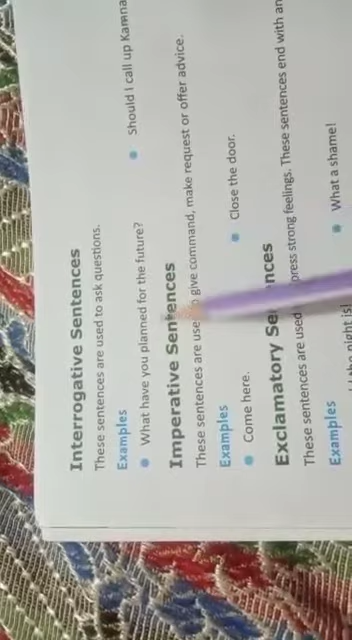 Interrogative Sentences
These sentences are used to ask questions.
Examples
What have you planned for the future?
Should I call up Kamna
Imperative Sentences
These sentences are use give command, make request or offer advice.
Examples
Come here.
Close the door.
Exclamatory Se nces
These sentences are used press strong feelings. These sentences end with an
Examples
What a shame!
night is!